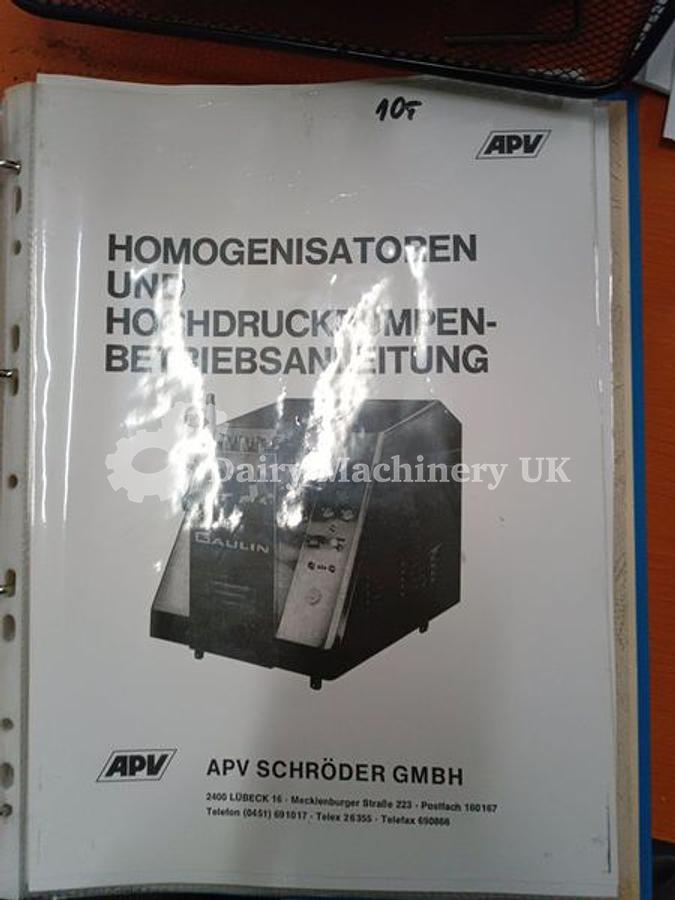 10T
APV
HOMOGENISATOREN
UND
HOCHDRUCKPUMPEN-
BETRIEBSANLEITUNG
Dairy Machinery UK
GAULIN
APV
APV SCHRÖDER GMBH
2400 LÜBECK 16 · Mecklenburger Straße 223 · Postfach 160167
Telefon (0451) 691017 · Telex 26355 · Telefax 690866